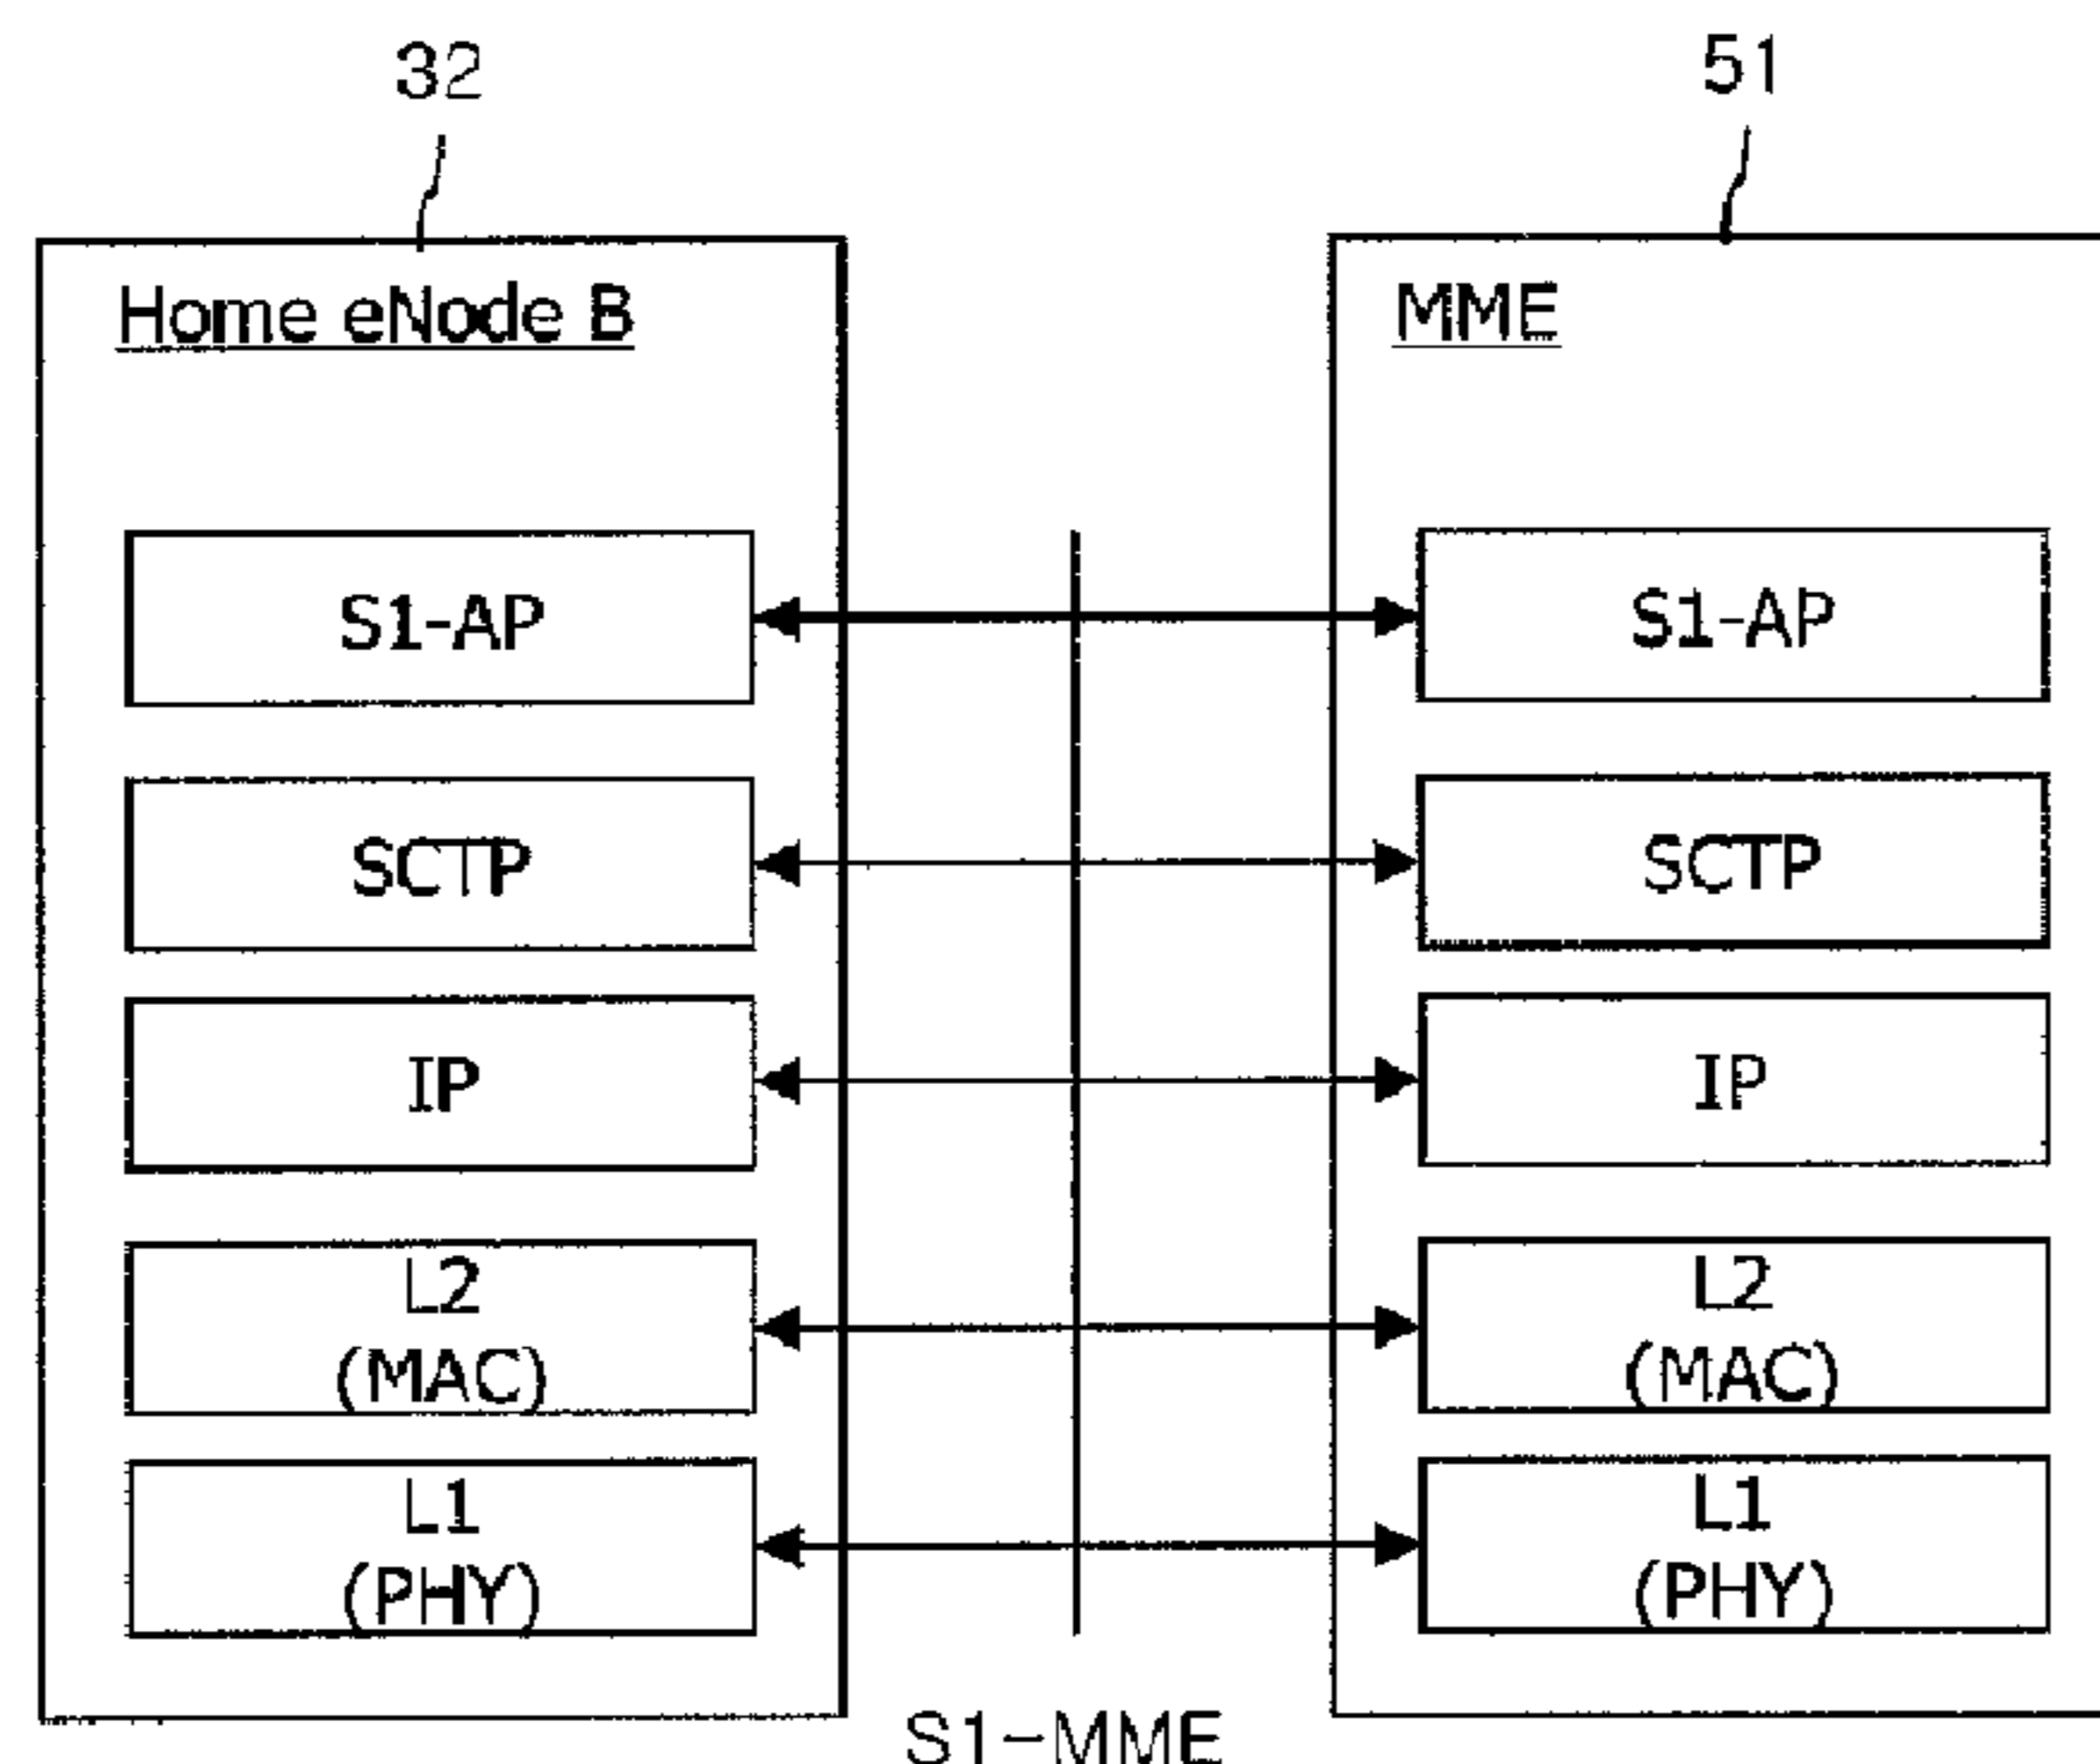 32
51
Home eNode B
MME
S1-AP
S1-AP
SCTP
SCTP
IP
IP
L2
(MAC)
L2
(MAC)
L1
(PHY)
L1
(PHY)
S1-MME